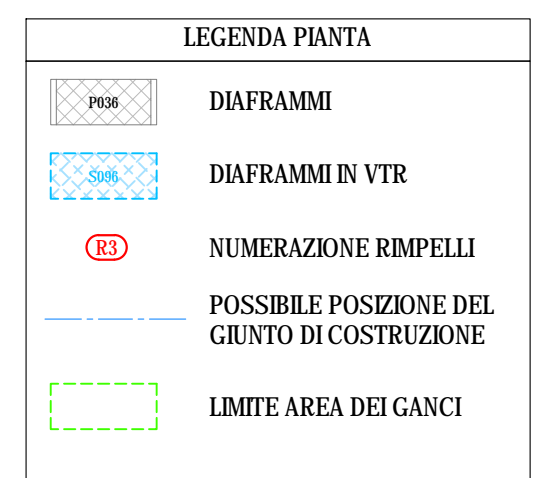 LEGENDA PIANTA
P036
DIAFRAMMI
S096
DIAFRAMMI IN VTR
R3
NUMERAZIONE RIMPELLI
POSSIBILE POSIZIONE DEL
GIUNTO DI COSTRUZIONE
LIMITE AREA DEI GANCI